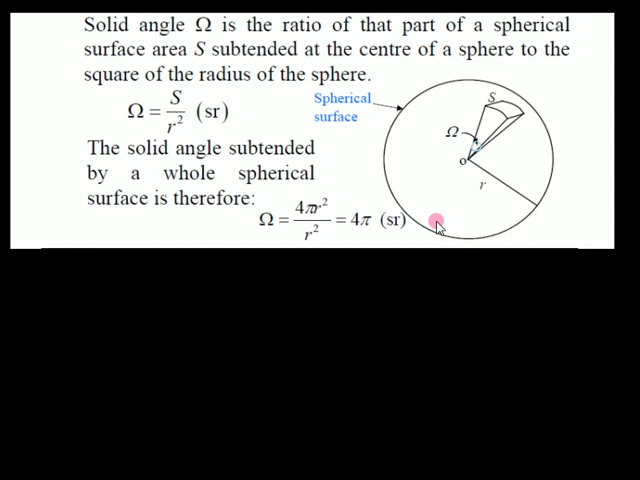 Solid angle Ω is the ratio of that part of a spherical
surface area S subtended at the centre of a sphere to the
square of the radius of the sphere.
Ω = S/r² (sr)
Spherical
surface
S
Ω
o
r
The solid angle subtended
by a whole spherical
surface is therefore:
Ω = 4πr²/r² = 4π (sr)